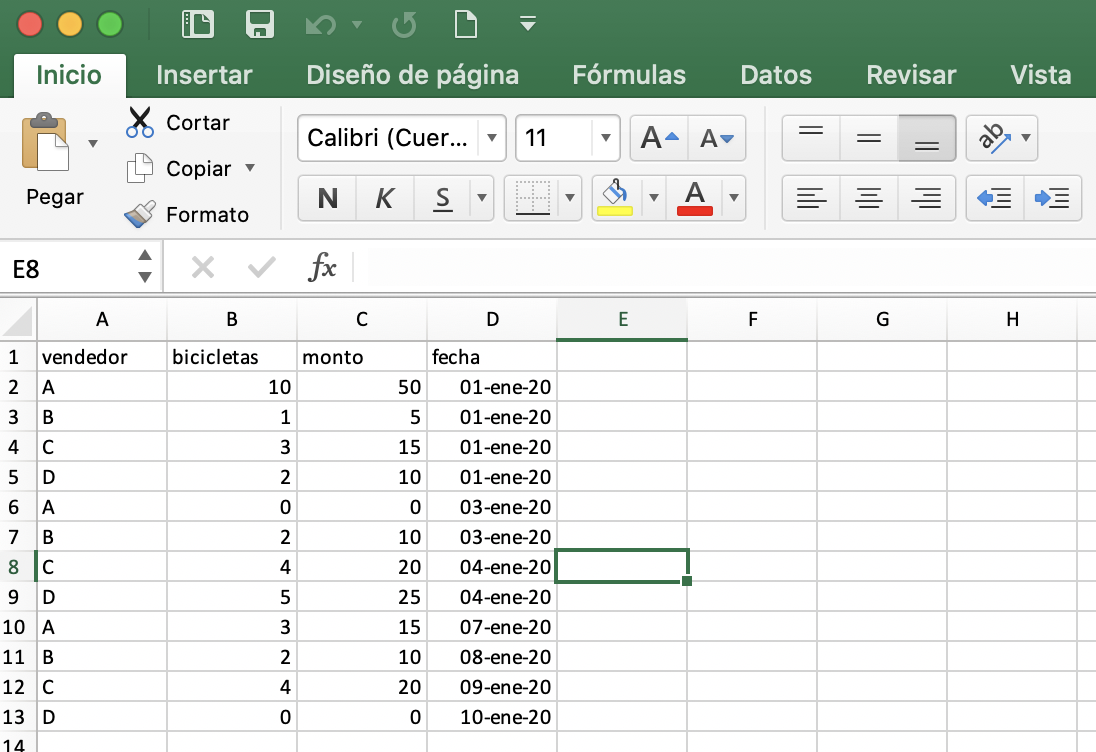 Inicio Insertar Diseño de página Fórmulas Datos Revisar Vista
Cortar
Copiar
Formato
Pegar
Calibri (Cuer... 11 A A ab
N K S A
E8 fx
A B C D E F G H
1 vendedor bicicletas monto fecha
2 A 10 50 01-ene-20
3 B 1 5 01-ene-20
4 C 3 15 01-ene-20
5 D 2 10 01-ene-20
6 A 0 0 03-ene-20
7 B 2 10 03-ene-20
8 C 4 20 04-ene-20
9 D 5 25 04-ene-20
10 A 3 15 07-ene-20
11 B 2 10 08-ene-20
12 C 4 20 09-ene-20
13 D 0 0 10-ene-20
14